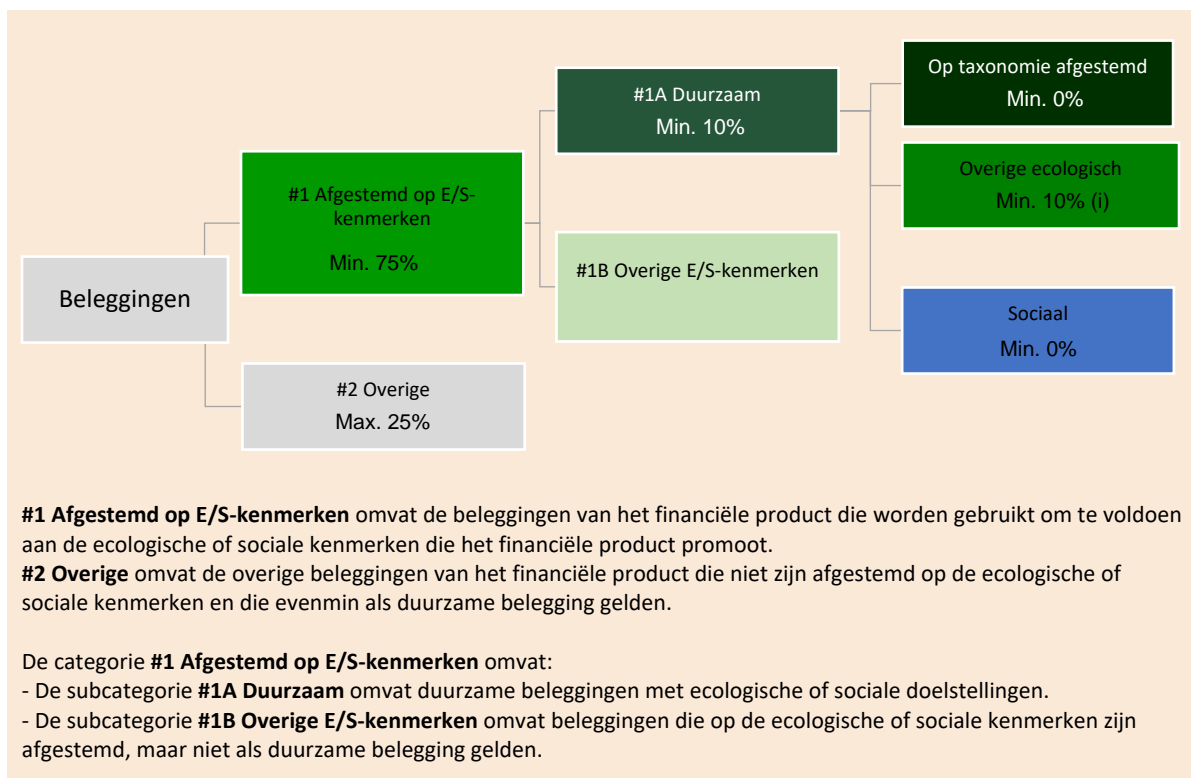 Beleggingen
#1 Afgestemd op E/S-
kenmerken
Min. 75%
#2 Overige
Max. 25%
#1A Duurzaam
Min. 10%
#1B Overige E/S-kenmerken
Op taxonomie afgestemd
Min. 0%
Overige ecologisch
Min. 10% (i)
Sociaal
Min. 0%
#1 Afgestemd op E/S-kenmerken omvat de beleggingen van het financiële product die worden gebruikt om te voldoen
aan de ecologische of sociale kenmerken die het financiële product promoot.
#2 Overige omvat de overige beleggingen van het financiële product die niet zijn afgestemd op de ecologische of
sociale kenmerken en die evenmin als duurzame belegging gelden.
De categorie #1 Afgestemd op E/S-kenmerken omvat:
- De subcategorie #1A Duurzaam omvat duurzame beleggingen met ecologische of sociale doelstellingen.
- De subcategorie #1B Overige E/S-kenmerken omvat beleggingen die op de ecologische of sociale kenmerken zijn
afgestemd, maar niet als duurzame belegging gelden.